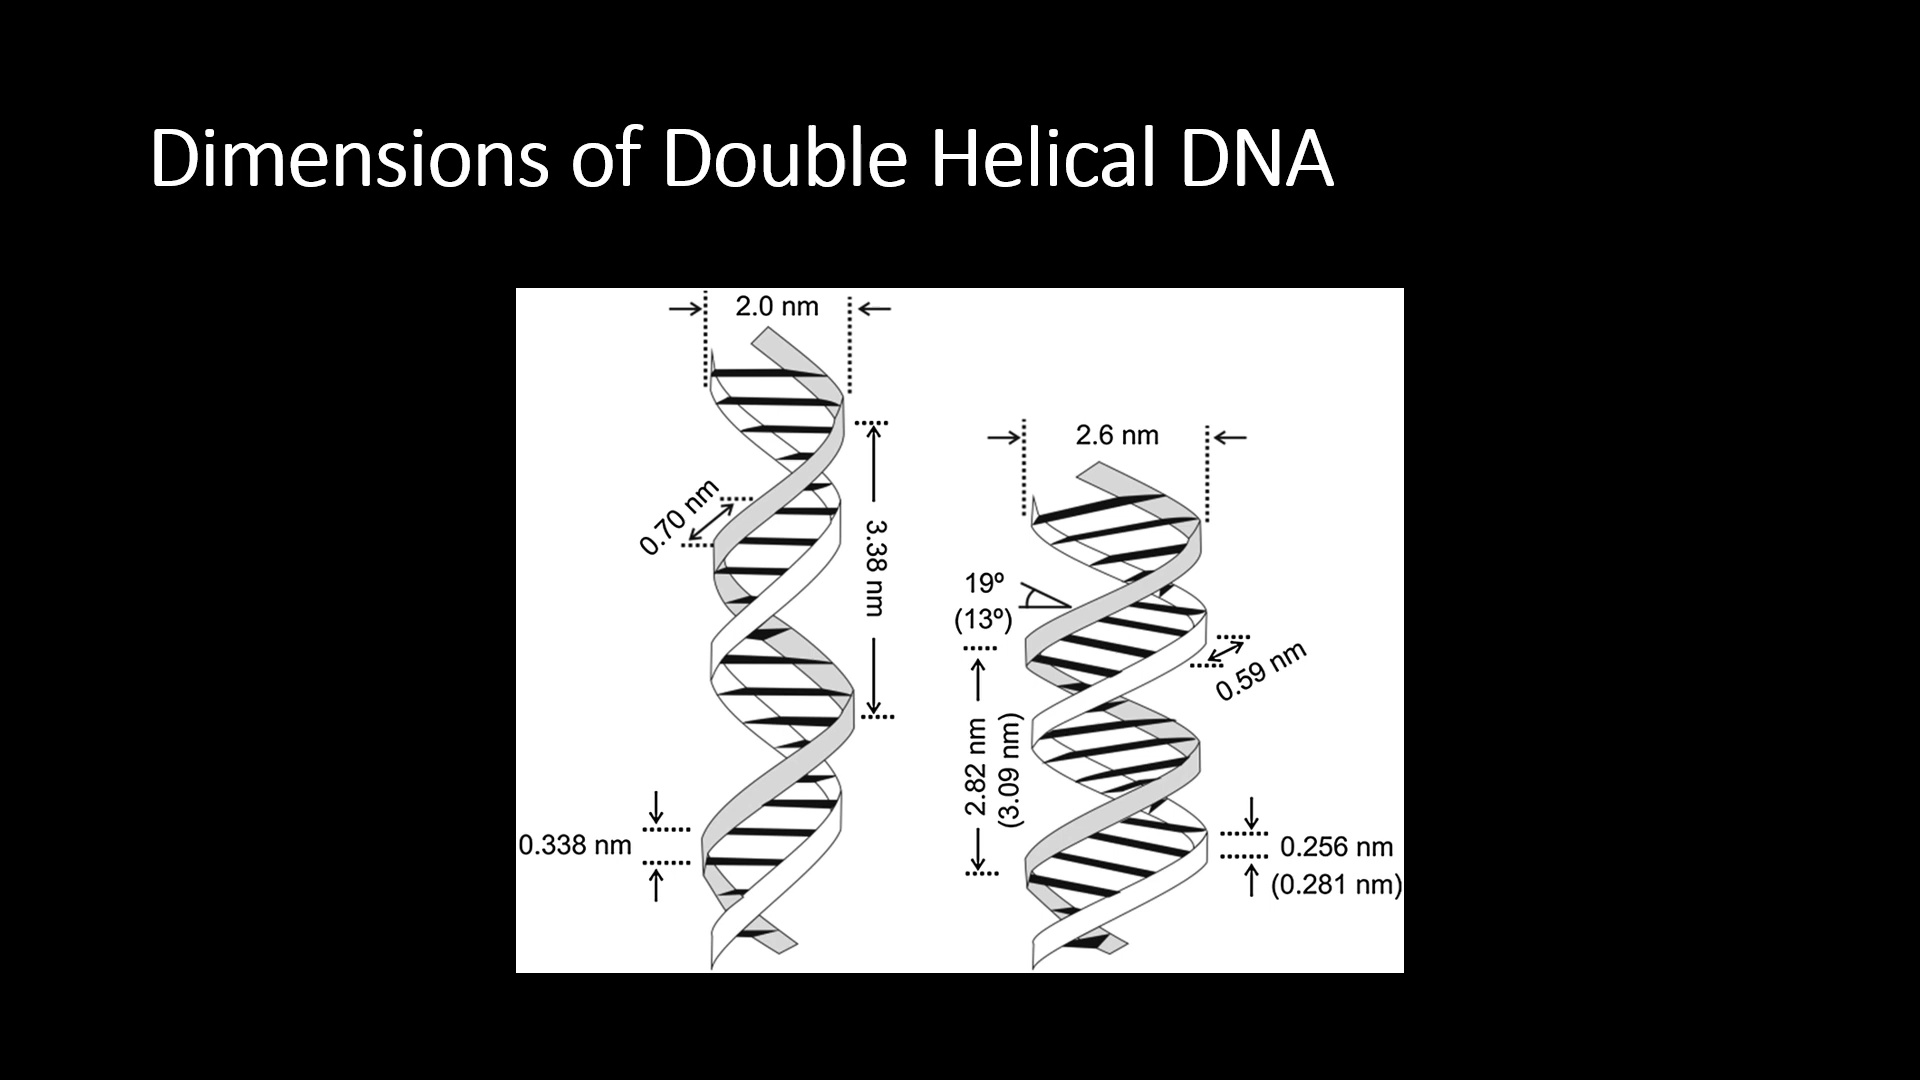 Dimensions of Double Helical DNA
2.0 nm
0.70 nm
3.38 nm
0.338 nm
2.6 nm
19º
(13º)
0.59 nm
2.82 nm
(3.09 nm)
0.256 nm
(0.281 nm)